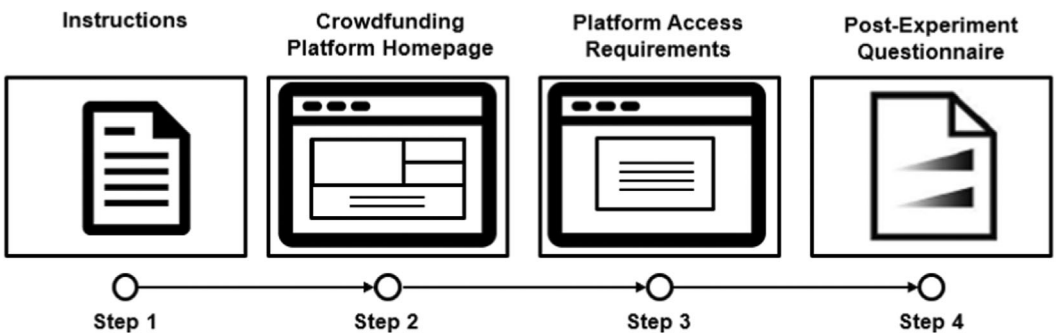 Instructions
Crowdfunding
Platform Homepage
Platform Access
Requirements
Post-Experiment
Questionnaire
Step 1
Step 2
Step 3
Step 4